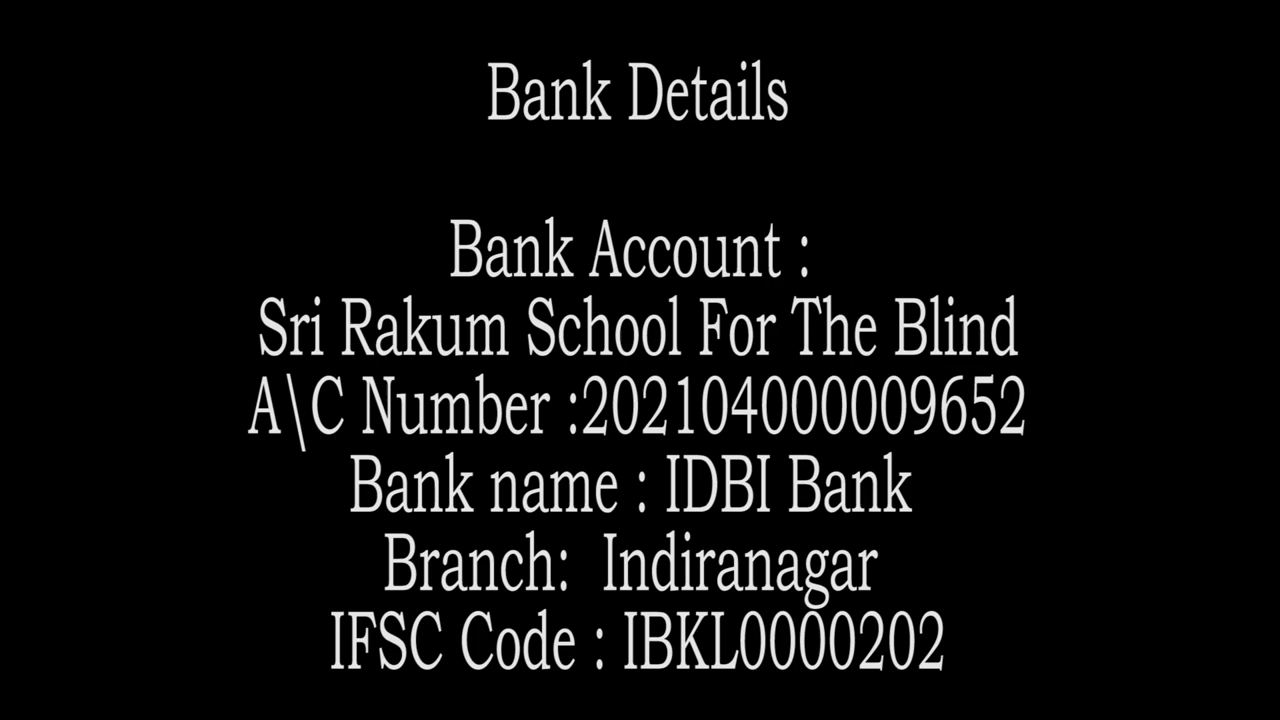 Bank Details
Bank Account :
Sri Rakum School For The Blind
A\C Number :202104000009652
Bank name : IDBI Bank
Branch: Indiranagar
IFSC Code : IBKL0000202